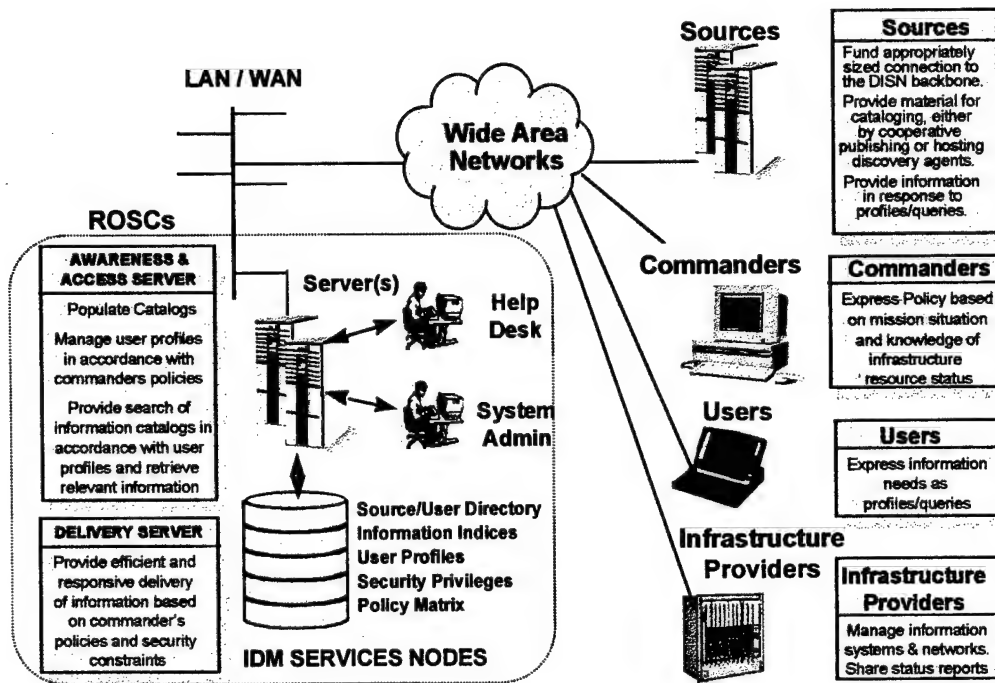 LAN / WAN
Wide Area
Networks
Sources
Sources
Fund appropriately
sized connection to
the DISN backbone.
Provide material for
cataloging, either
by cooperative
publishing or hosting
discovery agents.
Provide information
in response to
profiles/queries.
ROSCs
AWARENESS &
ACCESS SERVER
Populate Catalogs
Manage user profiles
in accordance with
commanders policies
Provide search of
information catalogs in
accordance with user
profiles and retrieve
relevant information
DELIVERY SERVER
Provide efficient and
responsive delivery
of information based
on commander's
policies and security
constraints
Server(s)
Help
Desk
System
Admin
Source/User Directory
Information Indices
User Profiles
Security Privileges
Policy Matrix
IDM SERVICES NODES
Commanders
Commanders
Express Policy based
on mission situation
and knowledge of
infrastructure
resource status
Users
Users
Express information
needs as
profiles/queries
Infrastructure
Providers
Infrastructure
Providers
Manage information
systems & networks.
Share status reports